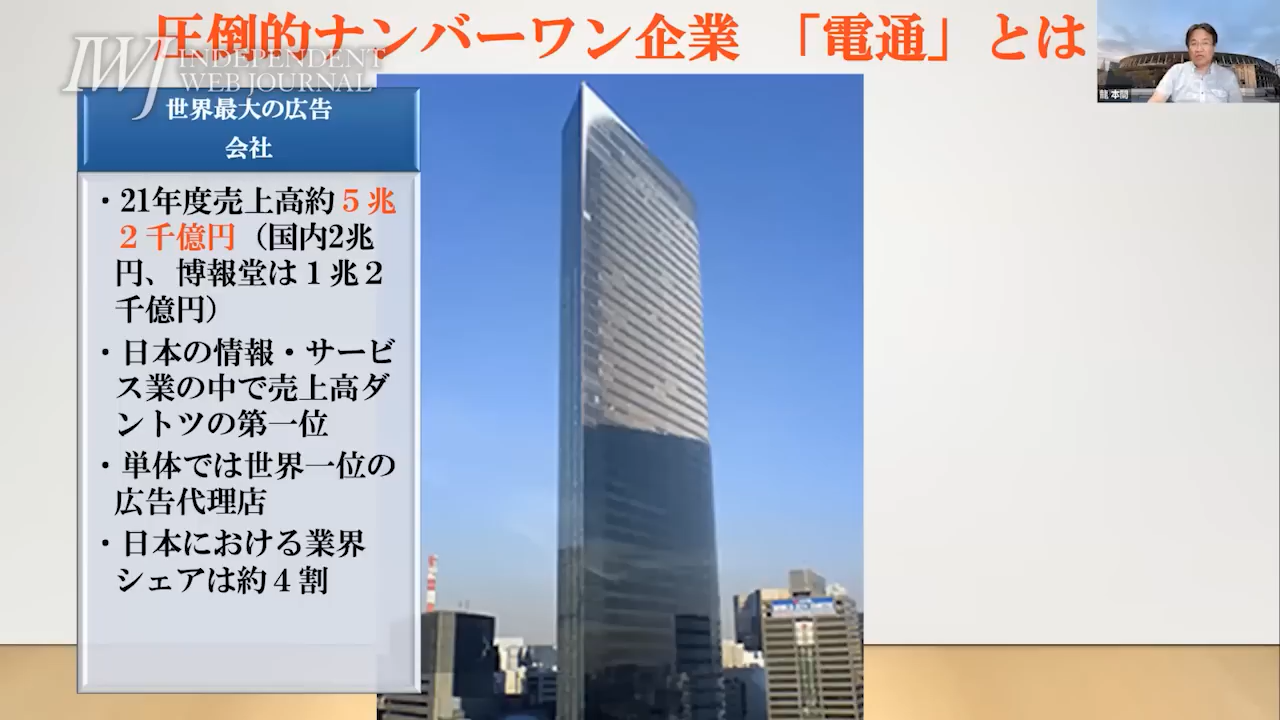 圧倒的ナンバーワン企業 「電通」とは
IWJ INDEPENDENT
WEB JOURNAL
龍 本間
世界最大の広告
会社
・21年度売上高約５兆
２千億円（国内2兆
円、博報堂は１兆２
千億円）
・日本の情報・サービ
ス業の中で売上高ダ
ントツの第一位
・単体では世界一位の
広告代理店
・日本における業界
シェアは約４割